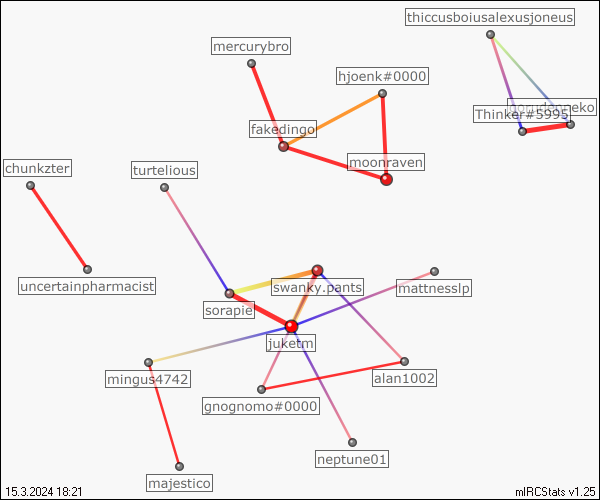 thiccusboiusalexusjoneus
mercurybro
hjoenk#0000
Thinker#5995
fakedingo
moonraven
chunkzter
turtelious
uncertainpharmacist
swanky.pants
mattnesslp
sorapie
juketm
mingus4742
alan1002
gnognomo#0000
neptune01
majestico
15.3.2024 18:21
mIRCStats v1.25